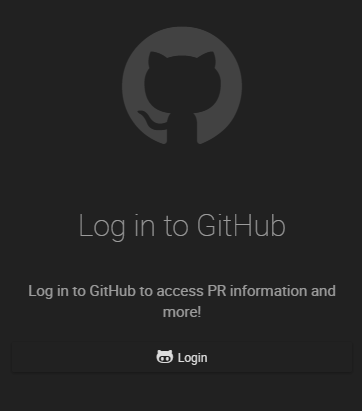 Log in to GitHub
Log in to GitHub to access PR information and
more!
Login